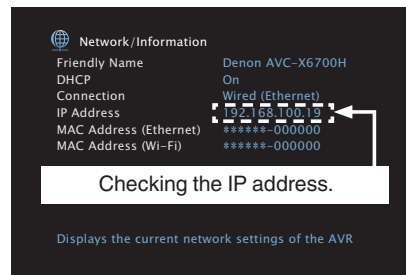 Network/Information
Friendly Name Denon AVC-X6700H
DHCP On
Connection Wired (Ethernet)
IP Address 192.168.100.19
MAC Address (Ethernet) ******-000000
MAC Address (Wi-Fi) ******-000000
Checking the IP address.
Displays the current network settings of the AVR